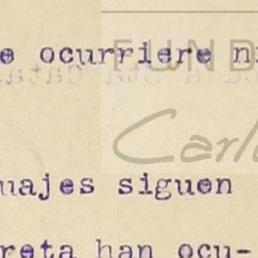 e ocurriere n
FUND
Carl
uajes siguen
reta han ocu-